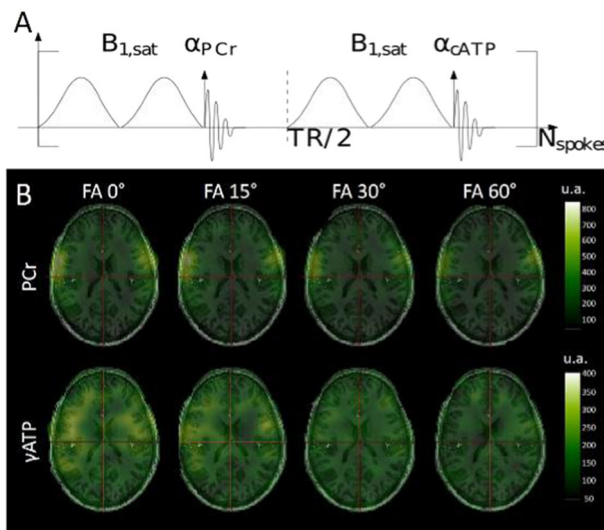 A
B1,sat αPCr B1,sat αcATP
TR/2 Nspokes
B
FA 0° FA 15° FA 30° FA 60° u.a.
PCr
800
700
600
500
400
300
200
100
u.a.
γATP
400
350
300
250
200
150
100
50